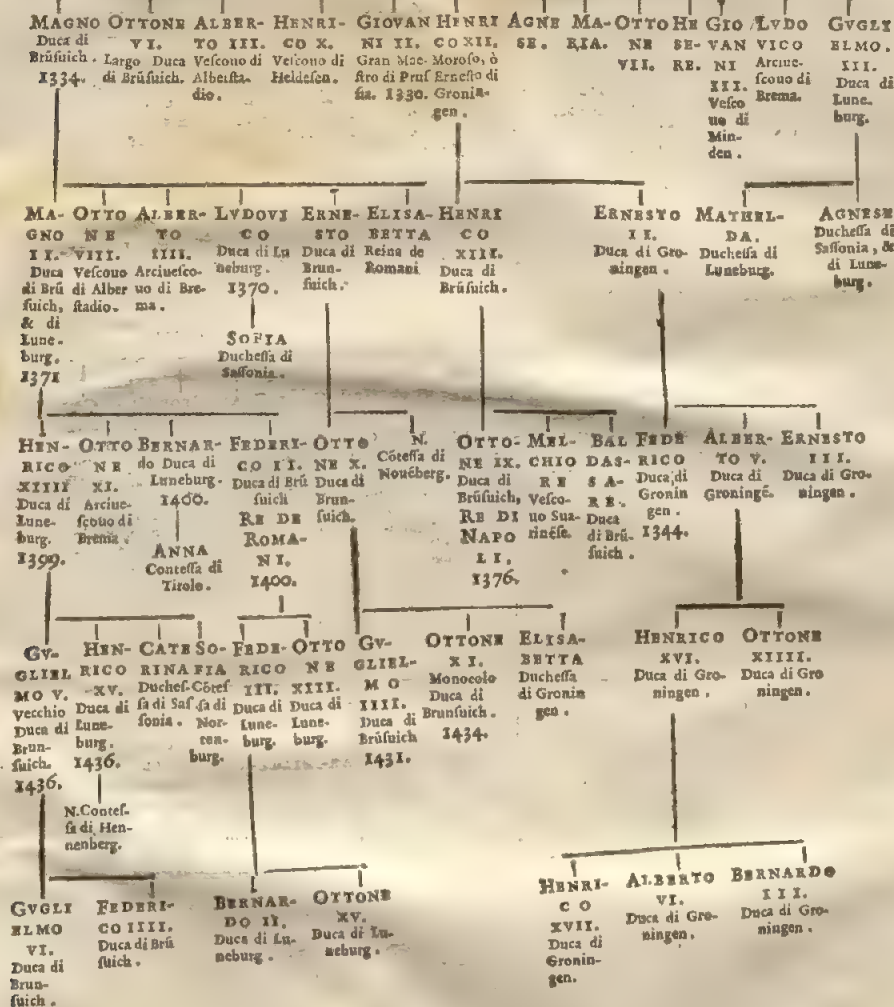 MAGNO
Duca di
Brúſuich.
1334.
OTTONE
VI.
Largo Duca
di Brúſuich.
ALBER-
TO III.
Veſcouo di
Alberſta-
dio.
HENRI-
CO X.
Veſcouo di
Heldeſen.
GIOVAN
NI II.
Gran Mae-
ſtro di Pruſ
ſia. 1330.
HENRI
CO XII.
Moroſo, ò
Erneſto di
Gronin-
gen.
AGNE
SE.
MA-
RIA.
OTTO
NE
VII.
HE
SE-
RE.
GIO
VAN
NI
III.
Veſco
uo di
Min-
den.
LVDO
VICO
Arciue-
ſcouo di
Brema.
GVGLI
ELMO.
III.
Duca di
Lune-
burg.
MA-
GNO
II.
Duca
di Brú
ſuich,
& di
Lune-
burg.
1371
OTTO
NE
VIII.
Veſcouo
di Alber
ſtadio.
ALBER-
TO
IIII.
Arciueſco-
uo di Bre-
ma.
LVDOVI
CO
Duca di Lu
neburg.
1370.
SOFIA
Ducheſſa di
Saſſonia.
ERNE-
STO
Duca di
Brun-
ſuich.
ELISA-
BETTA
Reina de
Romani
HENRI
CO
XIII.
Duca di
Brúſuich.
ERNESTO
II.
Duca di Gro-
ningen.
MATHEL-
DA.
Ducheſſa di
Luneburg.
AGNESE
Ducheſſa di
Saſſonia, &
di Lune-
burg.
HEN-
RICO
XIIII
Duca di
Lune-
burg.
1399.
OTTO
NE
XI.
Arciue-
ſcouo di
Brema.
BERNAR-
do Duca di
Luneburg.
1400.
ANNA
Conteſſa di
Tirolo.
FEDERI-
CO II.
Duca di Brú
ſuich
RE DE
ROMA-
NI.
1400.
OTTO
NE X.
Duca di
Brun-
ſuich.
N.
Cóteſſa di
Nouéberg.
OTTO-
NE IX.
Duca di
Brúſuich,
RE DI
NAPO
LI,
1376.
MEL-
CHIO
RE
Veſco-
uo Sua-
rinéſe.
BAL
DAS-
SA-
RE.
Duca
di Brú-
ſuich.
FEDE
RICO
Duca di
Gronin
gen.
1344.
ALBER-
TO V.
Duca di
Groningé.
ERNESTO
III.
Duca di Gro-
ningen.
GV-
GLIEL
MO V.
Vecchio
Duca di
Brun-
ſuich.
1436.
HEN-
RICO
XV.
Duca di
Lune-
burg.
1436.
N. Conteſ-
ſa di Hen-
nenberg.
CATE
RINA
Ducheſ-
ſa di Saſ
ſonia.
SO-
FIA
Cóteſ
ſa di
Nor-
ren-
burg.
FEDE-
RICO
III.
Duca di
Lune-
burg.
OTTO
NE
XIII.
Duca di
Lune-
burg.
GV-
GLIEL-
MO
IIII.
Duca di
Brúſuich
1431.
OTTONE
XI.
Monocolo
Duca di
Brunſuich.
1434.
ELISA-
BETTA
Ducheſſa
di Gronin
gen.
HENRICO
XVI.
Duca di Gro-
ningen.
OTTONE
XIIII.
Duca di Gro
ningen.
GVGLI
ELMO
VI.
Duca di
Brun-
ſuich.
FEDERI-
CO IIII.
Duca di Brú
ſuich.
BERNAR-
DO II.
Duca di Lu-
neburg.
OTTONE
XV.
Duca di Lu-
neburg.
HENRI-
CO
XVII.
Duca di
Gronin-
gen.
ALBERTO
VI.
Duca di Gro-
ningen.
BERNARDO
III.
Duca di Gro-
ningen.